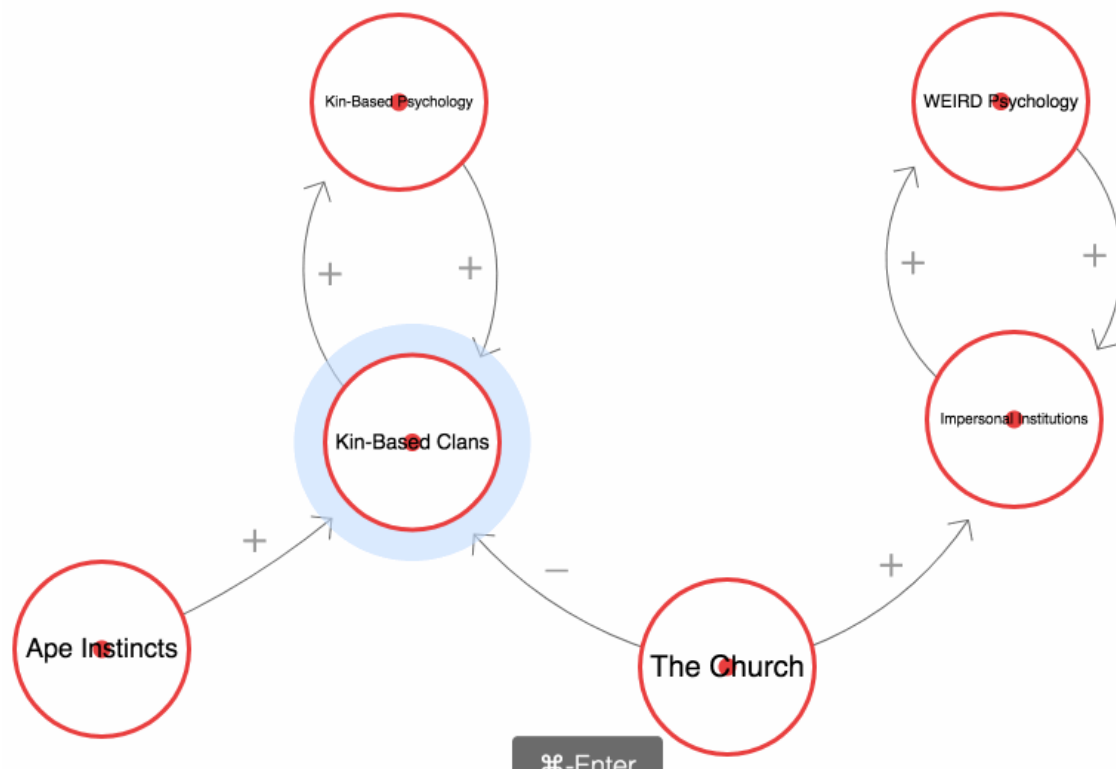 Kin-Based Psychology
WEIRD Psychology
+
+
+
+
Kin-Based Clans
Impersonal Institutions
+
−
+
Ape Instincts
The Church
⌘-Enter